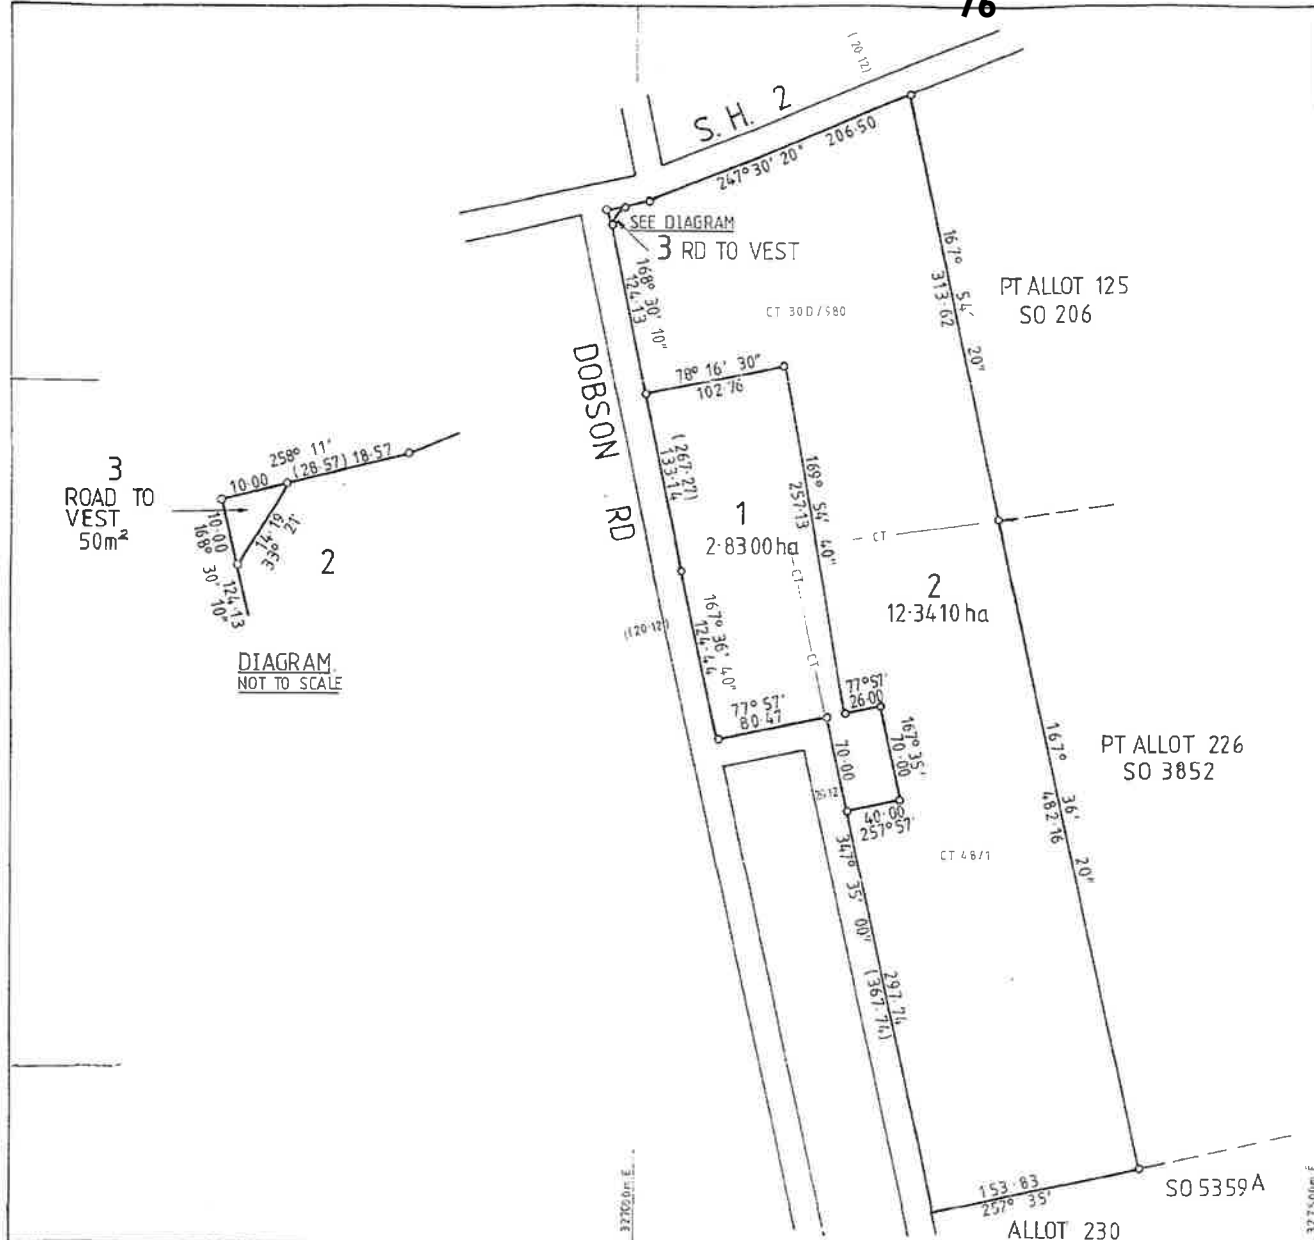 76
(20·12)
S. H. 2
247° 30' 20" 206·50
SEE DIAGRAM
3 RD TO VEST
168° 30' 10"
124·13
CT 30D/580
167° 54' 20"
313·62
PT ALLOT 125
SO 206
DOBSON RD
78° 16' 30"
102·76
(267·27)
133·14
169° 54' 40"
257·13
1
2·8300 ha
CT
CT
CT
2
12·3410 ha
3
ROAD TO
VEST
50m²
258° 11'
10·00 (28·57) 18·57
10·00
168° 30' 10"
14·19
33° 21'
124·13
2
DIAGRAM
NOT TO SCALE
(20·12)
167° 36' 40"
124·44
77° 57'
80·47
77° 57'
26·00
70·00
167° 35'
70·00
40·00
257° 57'
347° 35' 00"
297·74
(367·74)
CT 48/1
167° 36' 20"
482·16
PT ALLOT 226
SO 3852
153·83
257° 35'
SO 5359A
ALLOT 230
327000m E
327500m E